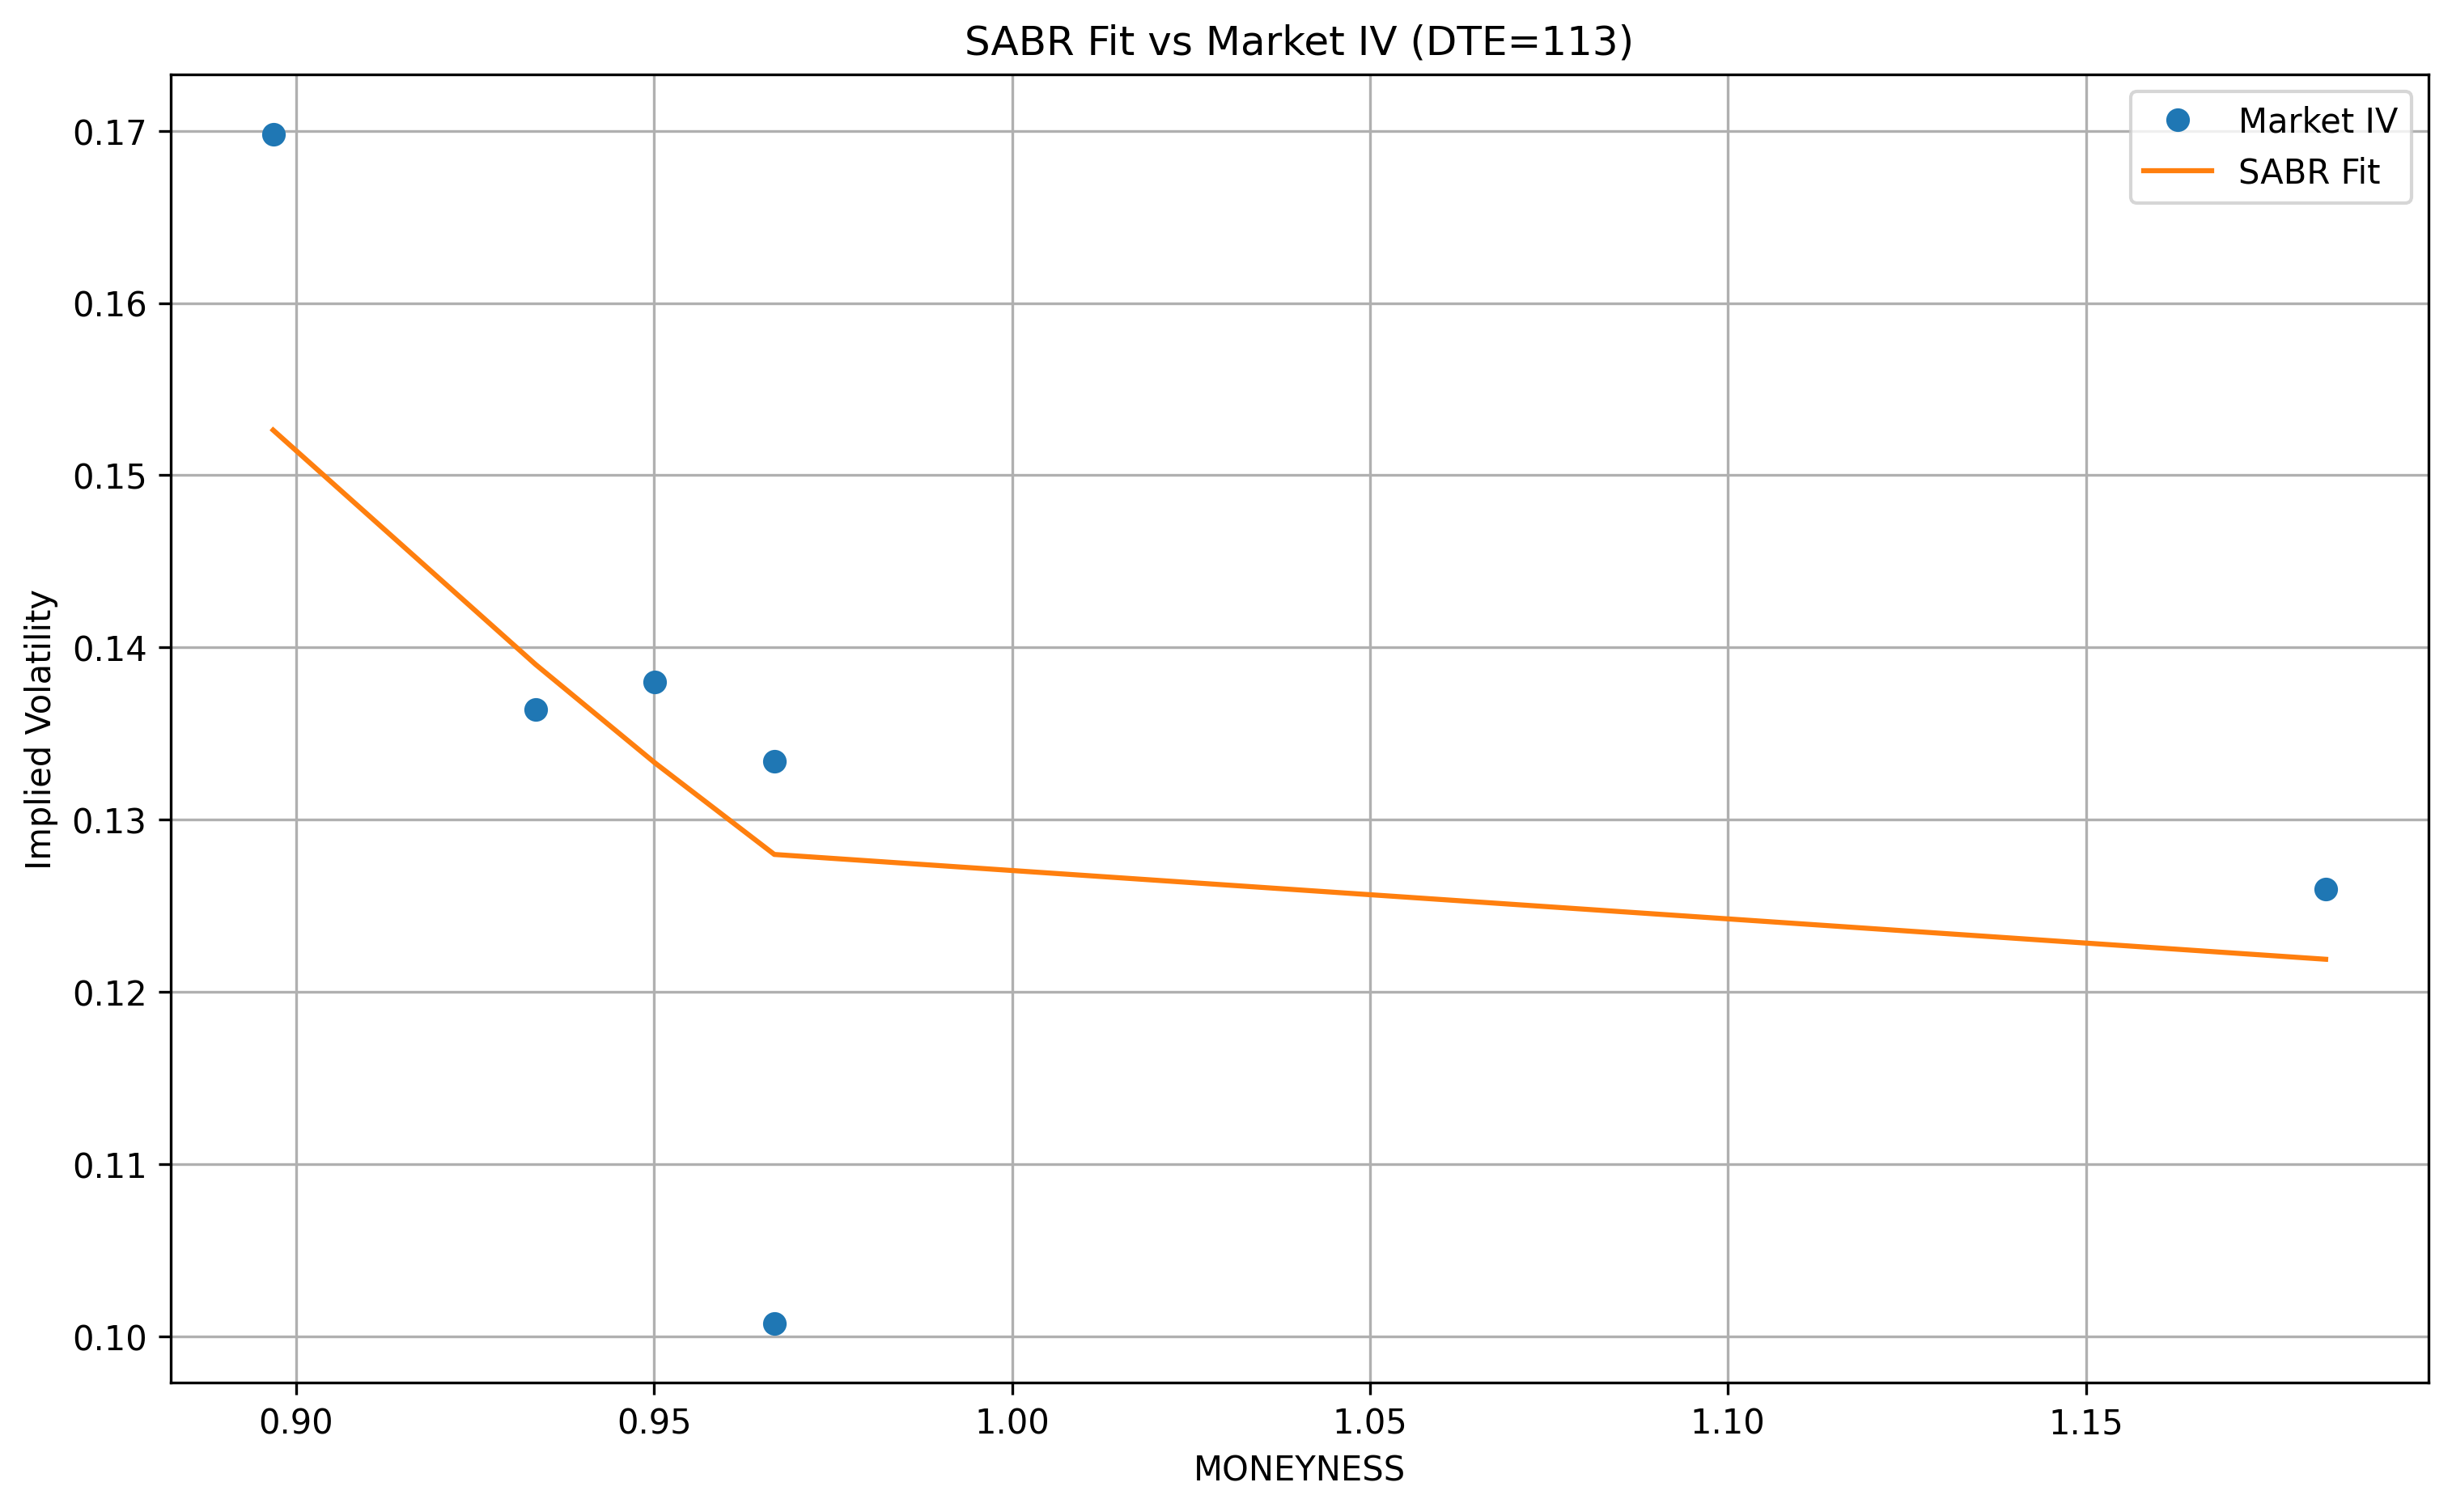 SABR Fit vs Market IV (DTE=113)
Market IV
SABR Fit
Implied Volatility
0.17
0.16
0.15
0.14
0.13
0.12
0.11
0.10
0.90 0.95 1.00 1.05 1.10 1.15
MONEYNESS